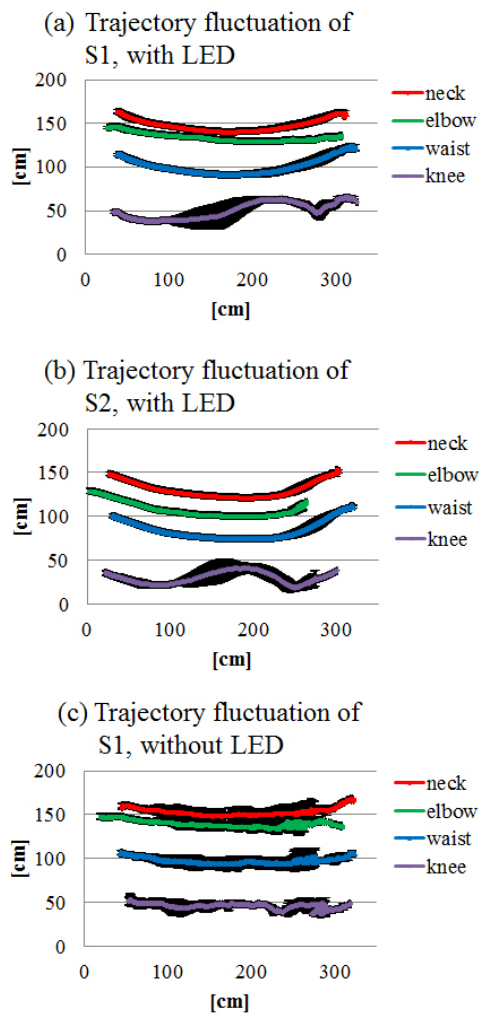 (a) Trajectory fluctuation of
S1, with LED
200
150
100
50
0
[cm]
neck
elbow
waist
knee
0
100
200
300
[cm]
(b) Trajectory fluctuation of
S2, with LED
200
150
100
50
0
[cm]
neck
elbow
waist
knee
0
100
200
300
[cm]
(c) Trajectory fluctuation of
S1, without LED
200
150
100
50
0
[cm]
neck
elbow
waist
knee
0
100
200
300
[cm]